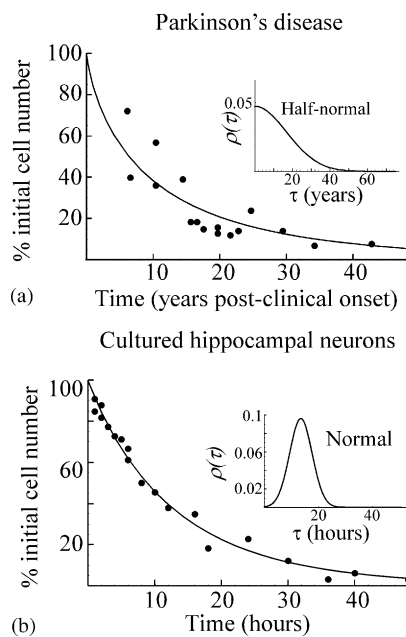 Parkinson's disease
100
80
60
40
20
% initial cell number
10
20
30
40
Time (years post-clinical onset)
(a)
0.05
Half-normal
ρ(τ)
20
60
τ (years)
Cultured hippocampal neurons
100
60
20
% initial cell number
10
20
30
40
Time (hours)
(b)
0.1
0.06
0.02
Normal
ρ(τ)
20
40
τ (hours)